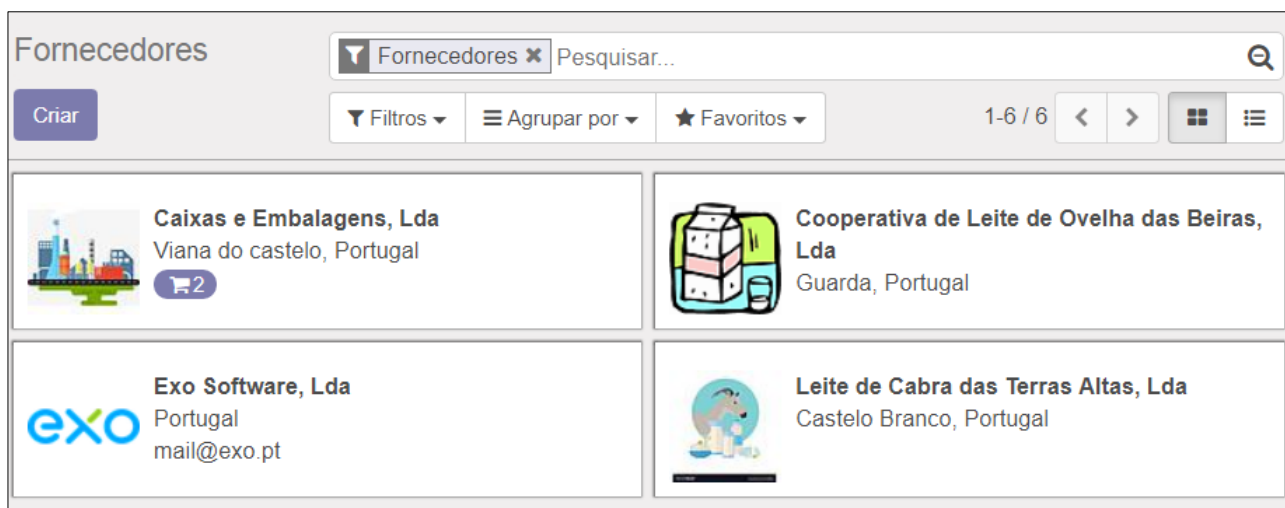 Fornecedores
Fornecedores ✖ Pesquisar...
Criar
Filtros
Agrupar por
Favoritos
1-6 / 6
Caixas e Embalagens, Lda
Viana do castelo, Portugal
2
Cooperativa de Leite de Ovelha das Beiras,
Lda
Guarda, Portugal
exo
Exo Software, Lda
Portugal
mail@exo.pt
Leite de Cabra das Terras Altas, Lda
Castelo Branco, Portugal